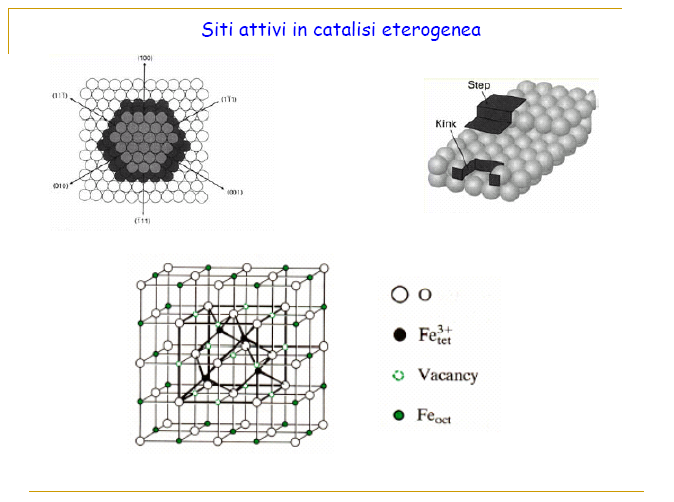 Siti attivi in catalisi eterogenea
(100)
(111̄)
(11̄1)
(010)
(001)
(1̄11)
Step
Kink
O
Fe³⁺tet
Vacancy
Feoct